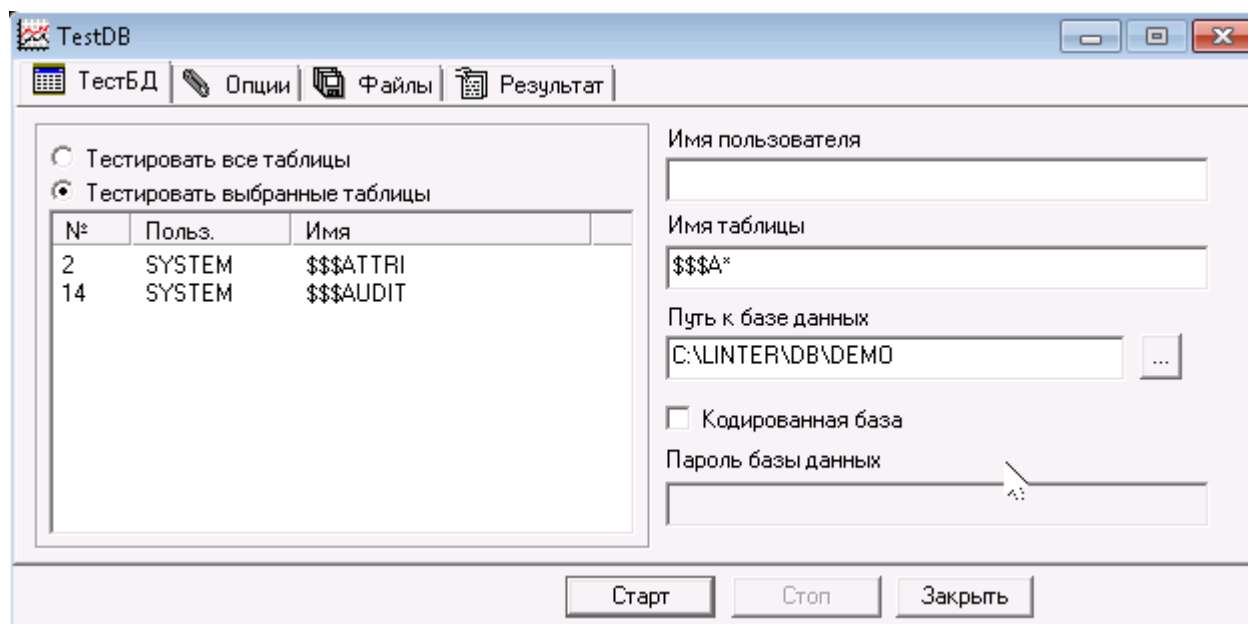 TestDB
ТестБД Опции Файлы Результат
Тестировать все таблицы
Тестировать выбранные таблицы
№ Польз. Имя
2 SYSTEM $$$ATTRI
14 SYSTEM $$$AUDIT
Имя пользователя
Имя таблицы
$$$A*
Путь к базе данных
C:\LINTER\DB\DEMO
...
Кодированная база
Пароль базы данных
Старт Стоп Закрыть